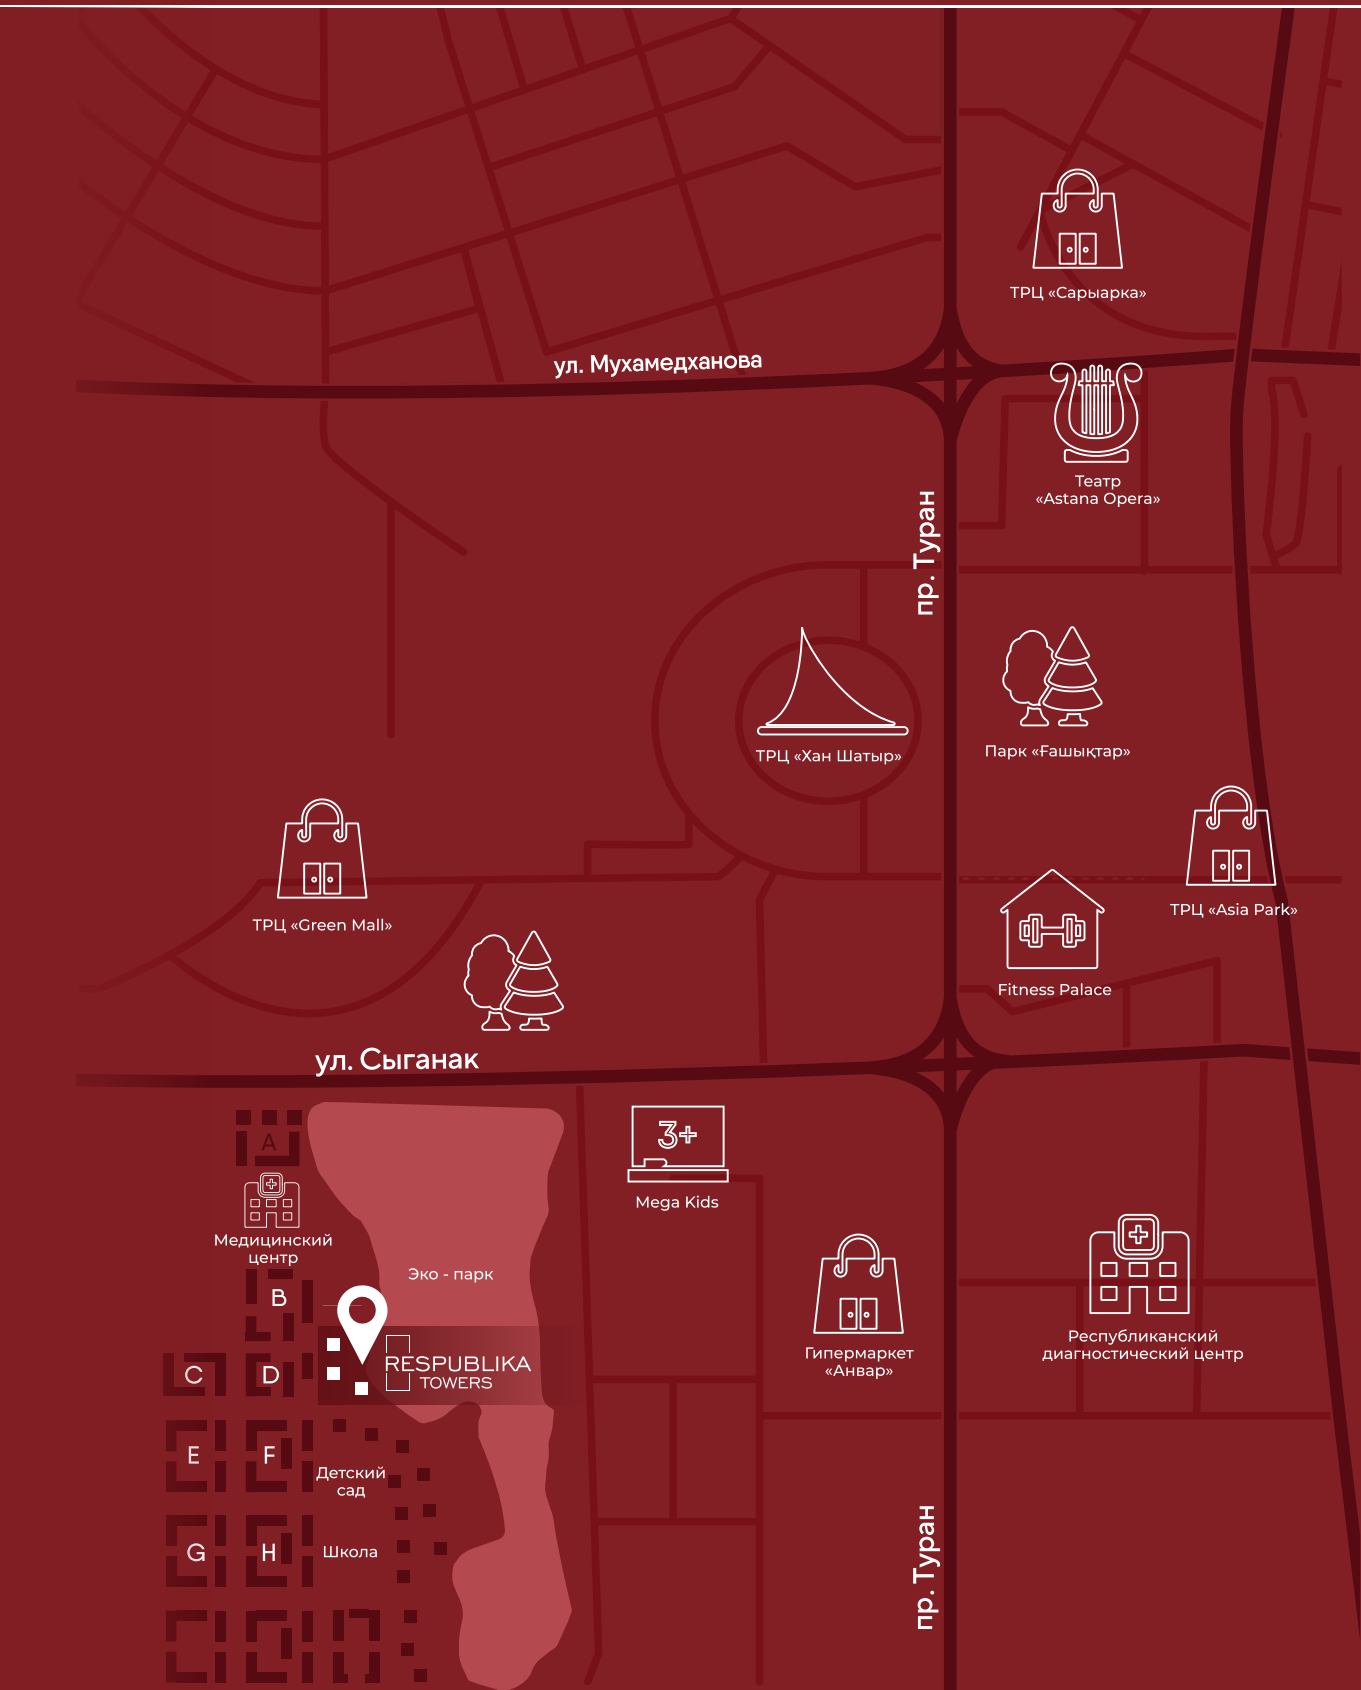 ТРЦ «Сарыарка»
ул. Мухамедханова
Театр
«Astana Opera»
пр. Туран
ТРЦ «Хан Шатыр»
Парк «Ғашықтар»
ТРЦ «Green Mall»
ТРЦ «Asia Park»
Fitness Palace
ул. Сыганак
A
3+
Mega Kids
Медицинский
центр
Эко - парк
B
Гипермаркет
«Анвар»
Республиканский
диагностический центр
C
D
RESPUBLIKA
TOWERS
E
F
Детский
сад
G
H
Школа
пр. Туран